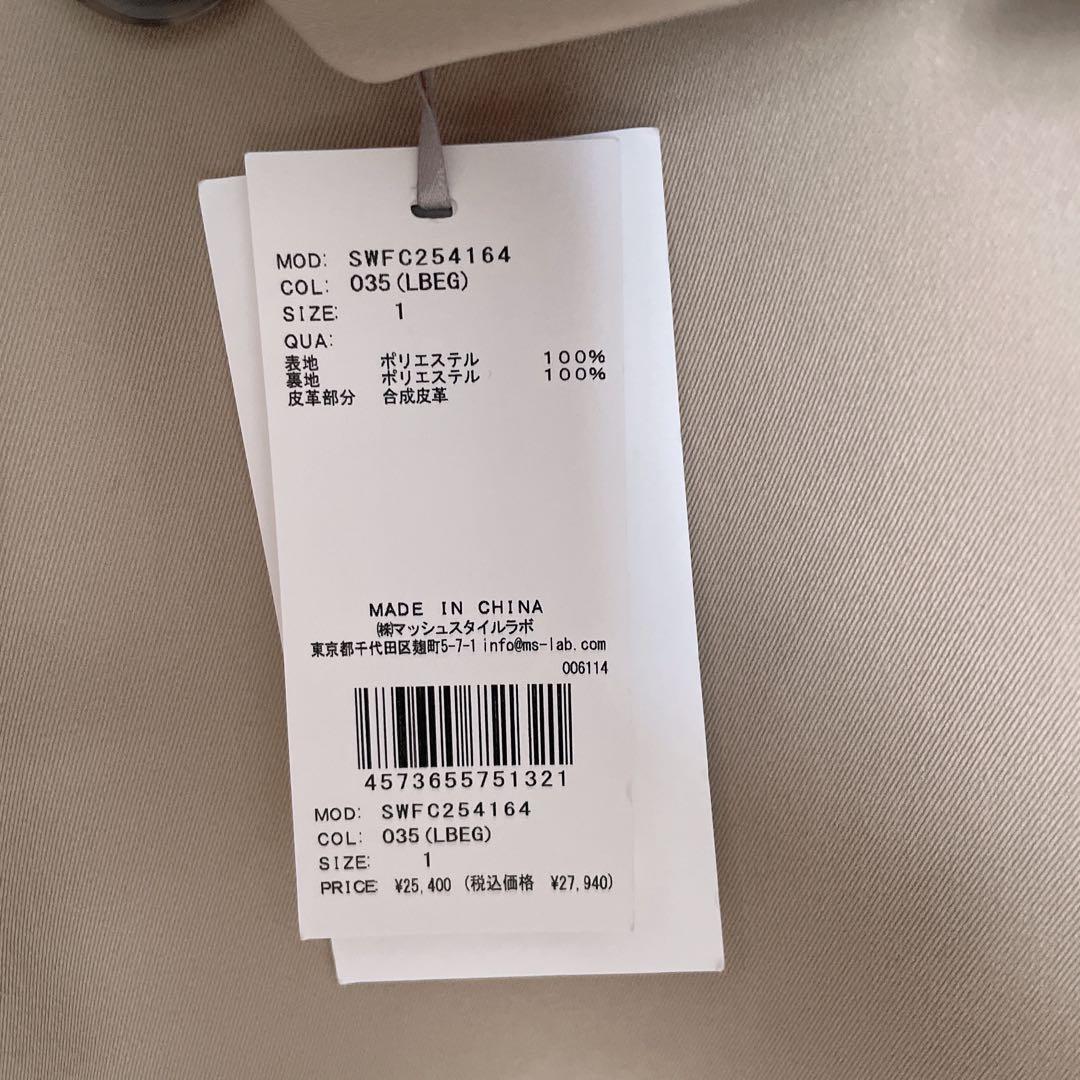 MOD: SWFC254164
COL: 035(LBEG)
SIZE: 1
QUA:
表地 ポリエステル 100%
裏地 ポリエステル 100%
皮革部分 合成皮革
MADE IN CHINA
㈱マッシュスタイルラボ
東京都千代田区麹町5-7-1 info@ms-lab.com
006114
4573655751321
MOD: SWFC254164
COL: 035(LBEG)
SIZE: 1
PRICE: ¥25,400 (税込価格 ¥27,940)